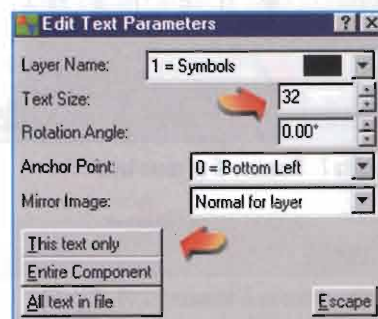 Edit Text Parameters
Layer Name: 1 = Symbols
Text Size: 32
Rotation Angle: 0.00°
Anchor Point: 0 = Bottom Left
Mirror Image: Normal for layer
This text only
Entire Component
All text in file Escape